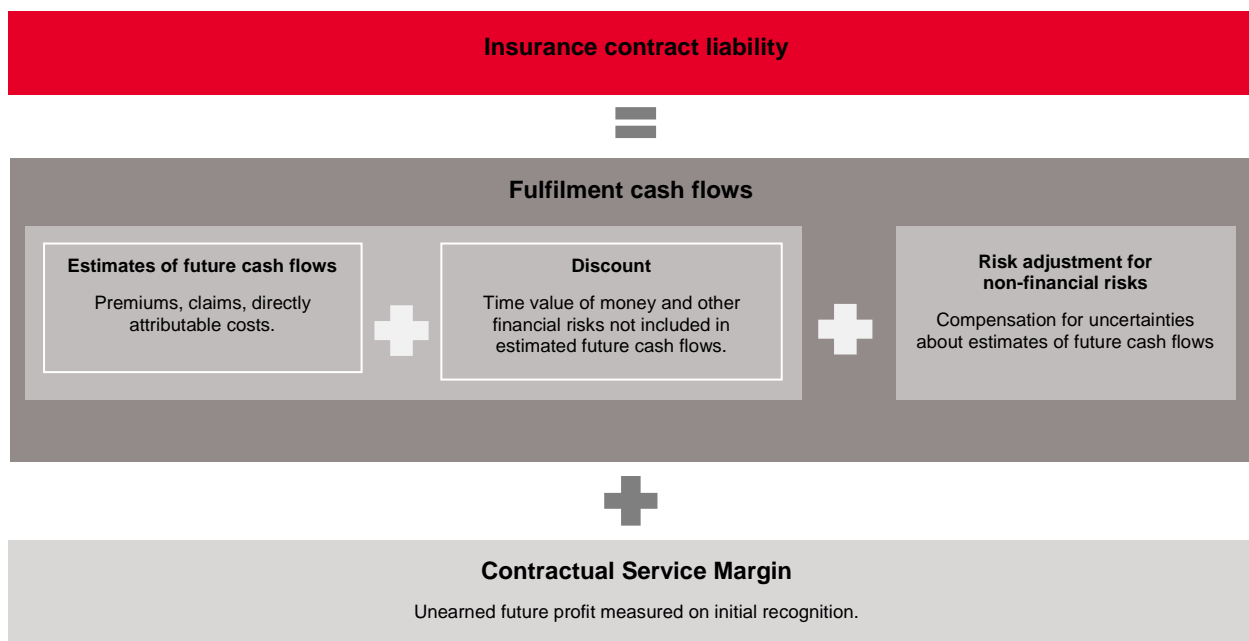 Insurance contract liability
Fulfilment cash flows
Estimates of future cash flows
Premiums, claims, directly
attributable costs.
Discount
Time value of money and other
financial risks not included in
estimated future cash flows.
Risk adjustment for
non-financial risks
Compensation for uncertainties
about estimates of future cash flows
Contractual Service Margin
Unearned future profit measured on initial recognition.